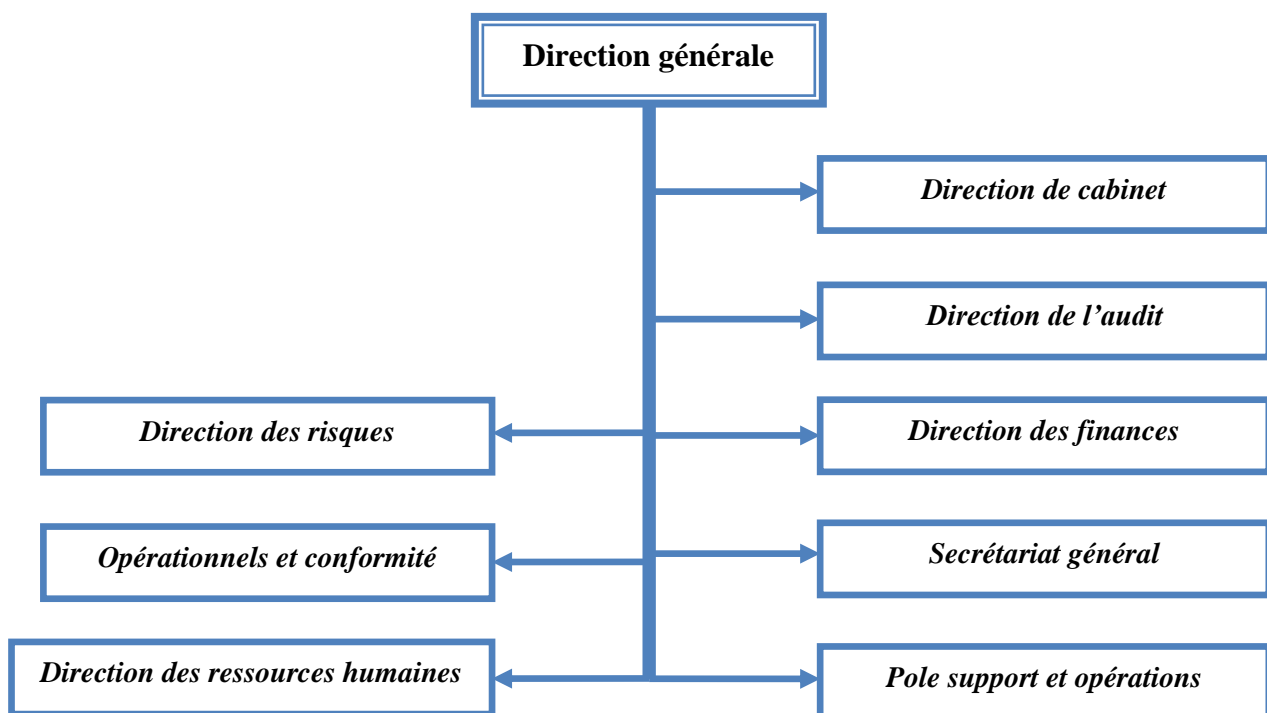 Direction générale
Direction de cabinet
Direction de l’audit
Direction des risques
Direction des finances
Opérationnels et conformité
Secrétariat général
Direction des ressources humaines
Pole support et opérations